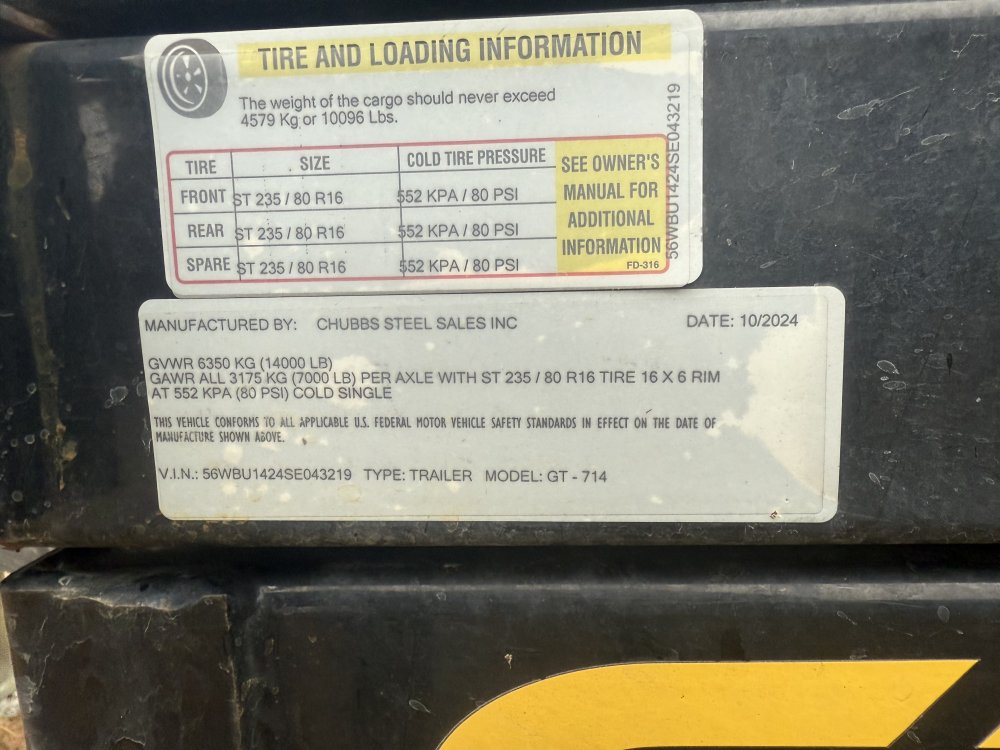 TIRE AND LOADING INFORMATION
The weight of the cargo should never exceed
4579 Kg or 10096 Lbs.
TIRE SIZE COLD TIRE PRESSURE
FRONT ST 235 / 80 R16 552 KPA / 80 PSI
REAR ST 235 / 80 R16 552 KPA / 80 PSI
SPARE ST 235 / 80 R16 552 KPA / 80 PSI
SEE OWNER'S
MANUAL FOR
ADDITIONAL
INFORMATION
FD-316
56WBU1424SE043219
MANUFACTURED BY: CHUBBS STEEL SALES INC DATE: 10/2024
GVWR 6350 KG (14000 LB)
GAWR ALL 3175 KG (7000 LB) PER AXLE WITH ST 235 / 80 R16 TIRE 16 X 6 RIM
AT 552 KPA (80 PSI) COLD SINGLE
THIS VEHICLE CONFORMS TO ALL APPLICABLE U.S. FEDERAL MOTOR VEHICLE SAFETY STANDARDS IN EFFECT ON THE DATE OF
MANUFACTURE SHOWN ABOVE.
V.I.N.: 56WBU1424SE043219 TYPE: TRAILER MODEL: GT - 714